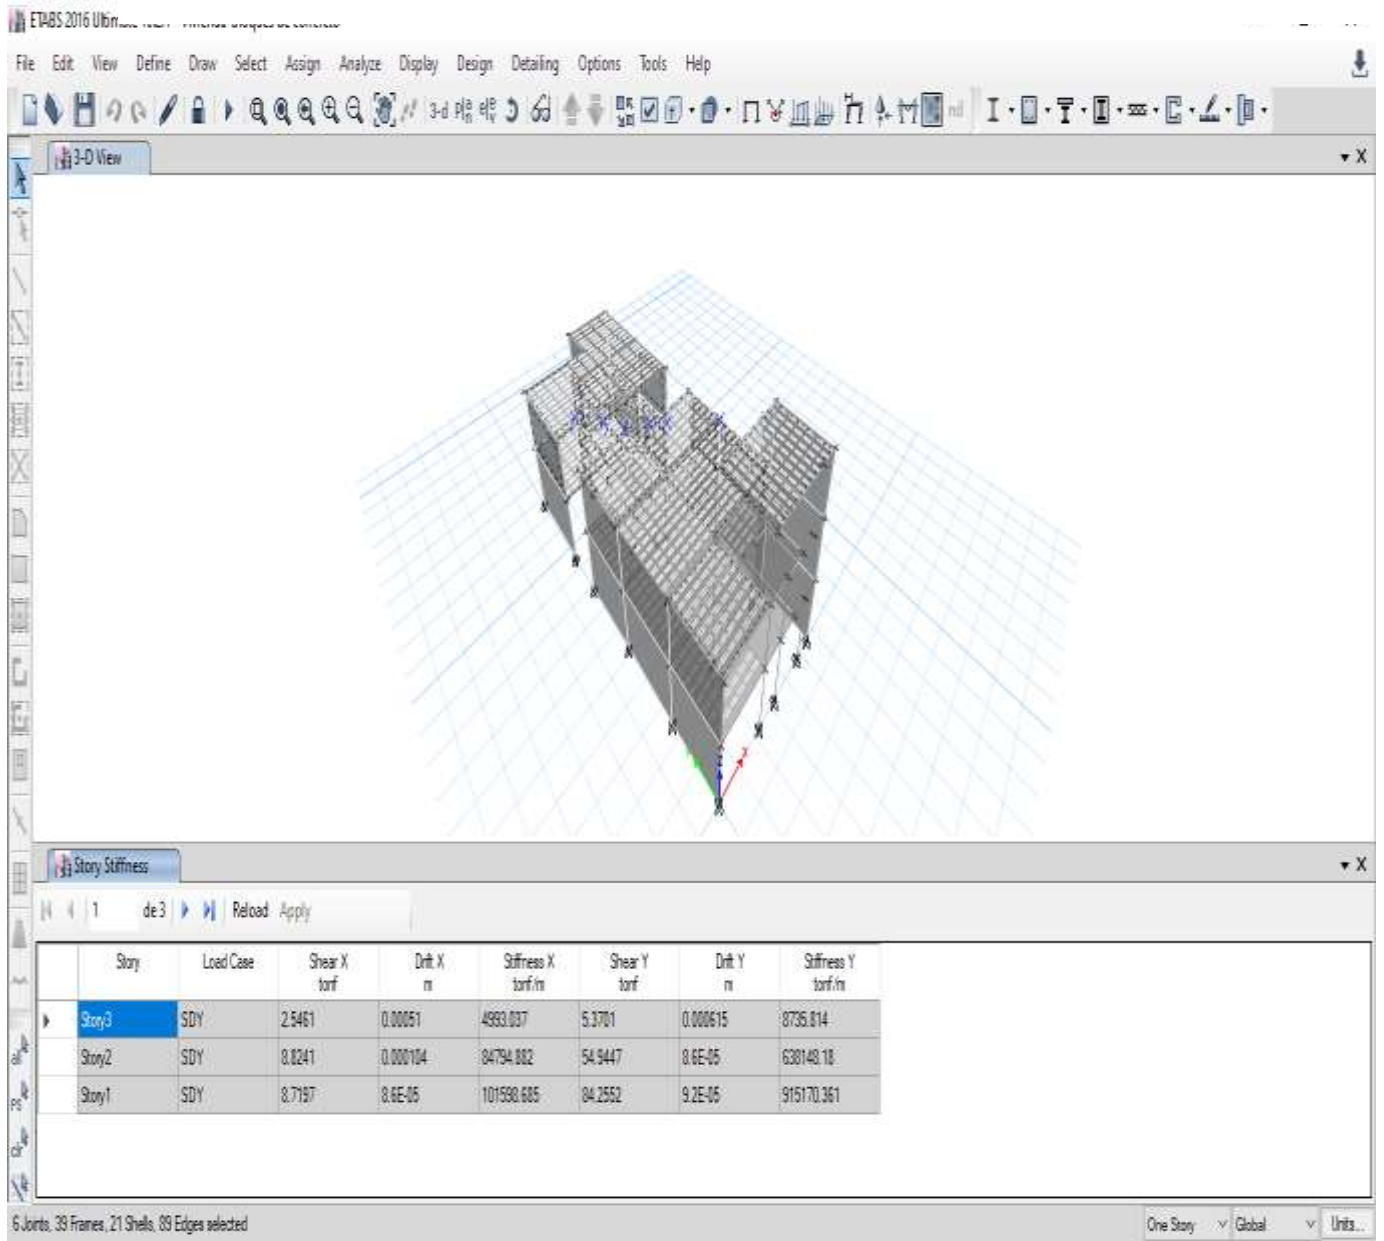 ETABS 2016
File Edit View Define Draw Select Assign Analyze Display Design Detailing Options Tools Help
3-d
3-D View X
X
X
Z
Story Stiffness X
1 de 3 Reload Apply
Story Load Case Shear X Drift X Stiffness X Shear Y Drift Y Stiffness Y
tonf m tonf/m tonf m tonf/m
Story3 SDY 2.5461 0.00051 4993.037 5.3701 0.000615 8735.814
Story2 SDY 8.8241 0.000104 84794.882 54.9447 8.6E-05 638148.18
Story1 SDY 8.7197 8.6E-05 101598.685 84.2552 9.2E-05 915170.361
all
ps
clr
6 Joints, 39 Frames, 21 Shells, 89 Edges selected One Story Global Units...